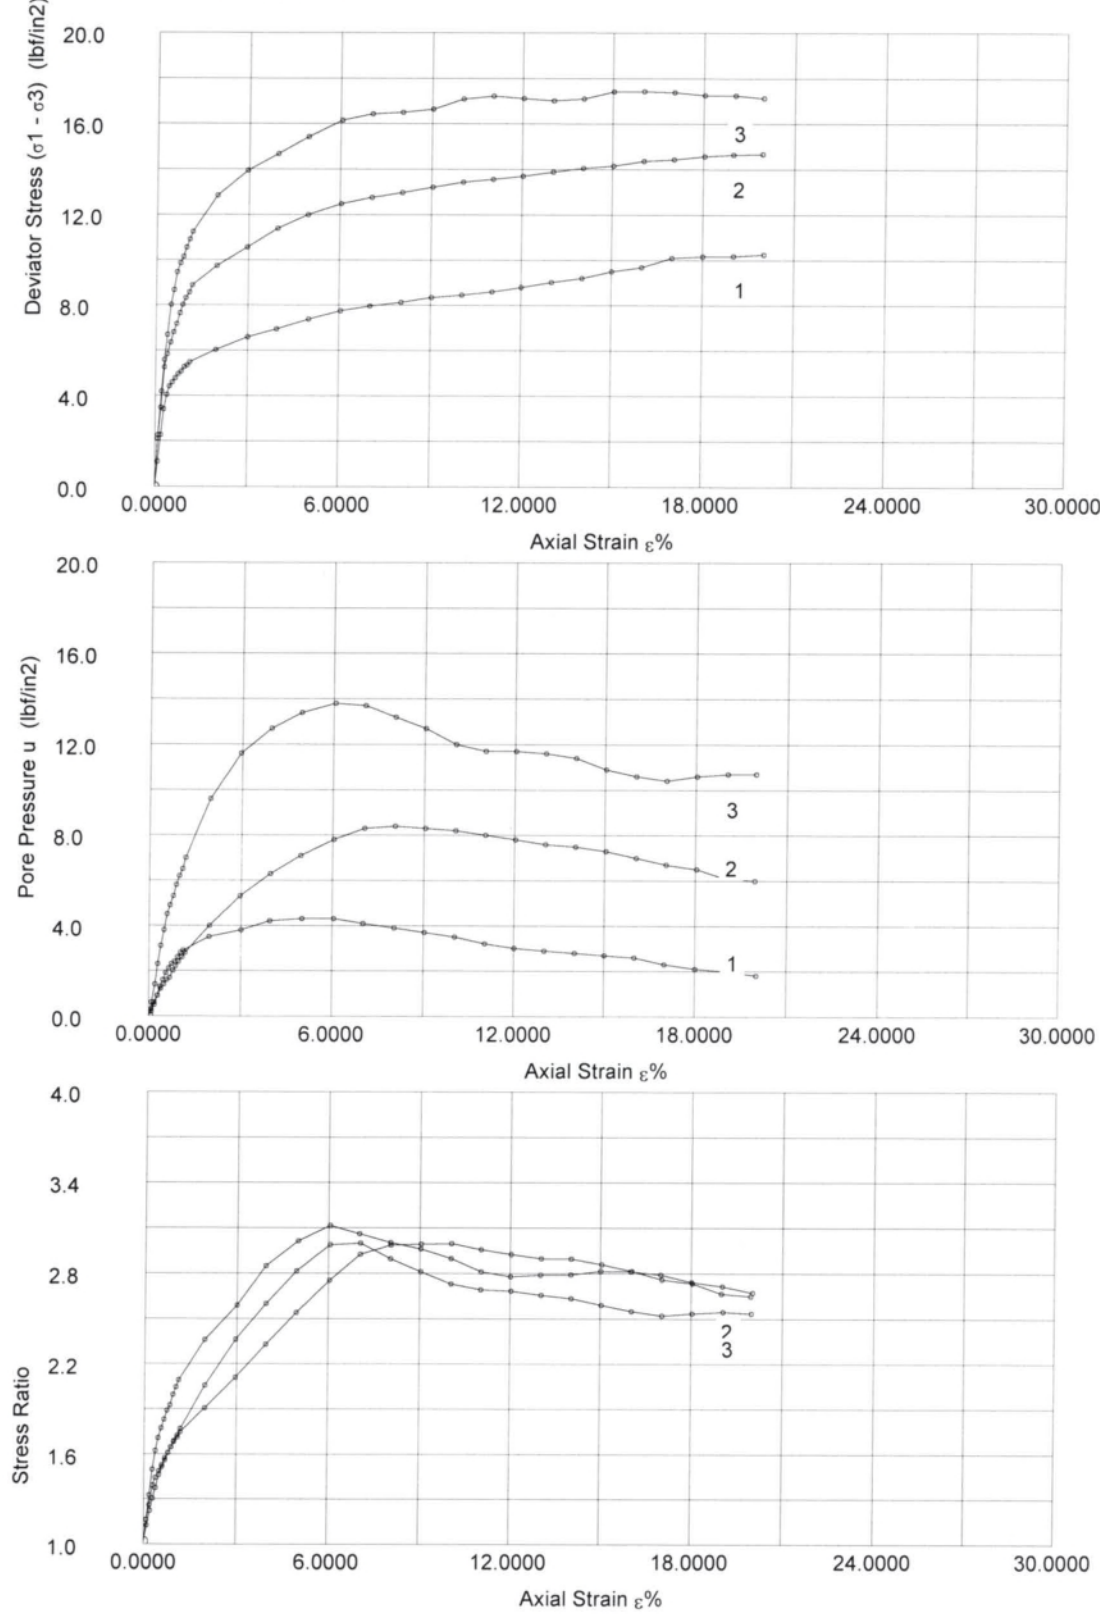 Deviator Stress (σ1 - σ3) (lbf/in2)
20.0
16.0
12.0
8.0
4.0
0.0
3
2
1
0.0000 6.0000 12.0000 18.0000 24.0000 30.0000
Axial Strain ε%
Pore Pressure u (lbf/in2)
20.0
16.0
12.0
8.0
4.0
0.0
3
2
1
0.0000 6.0000 12.0000 18.0000 24.0000 30.0000
Axial Strain ε%
Stress Ratio
4.0
3.4
2.8
2.2
1.6
1.0
2
3
0.0000 6.0000 12.0000 18.0000 24.0000 30.0000
Axial Strain ε%